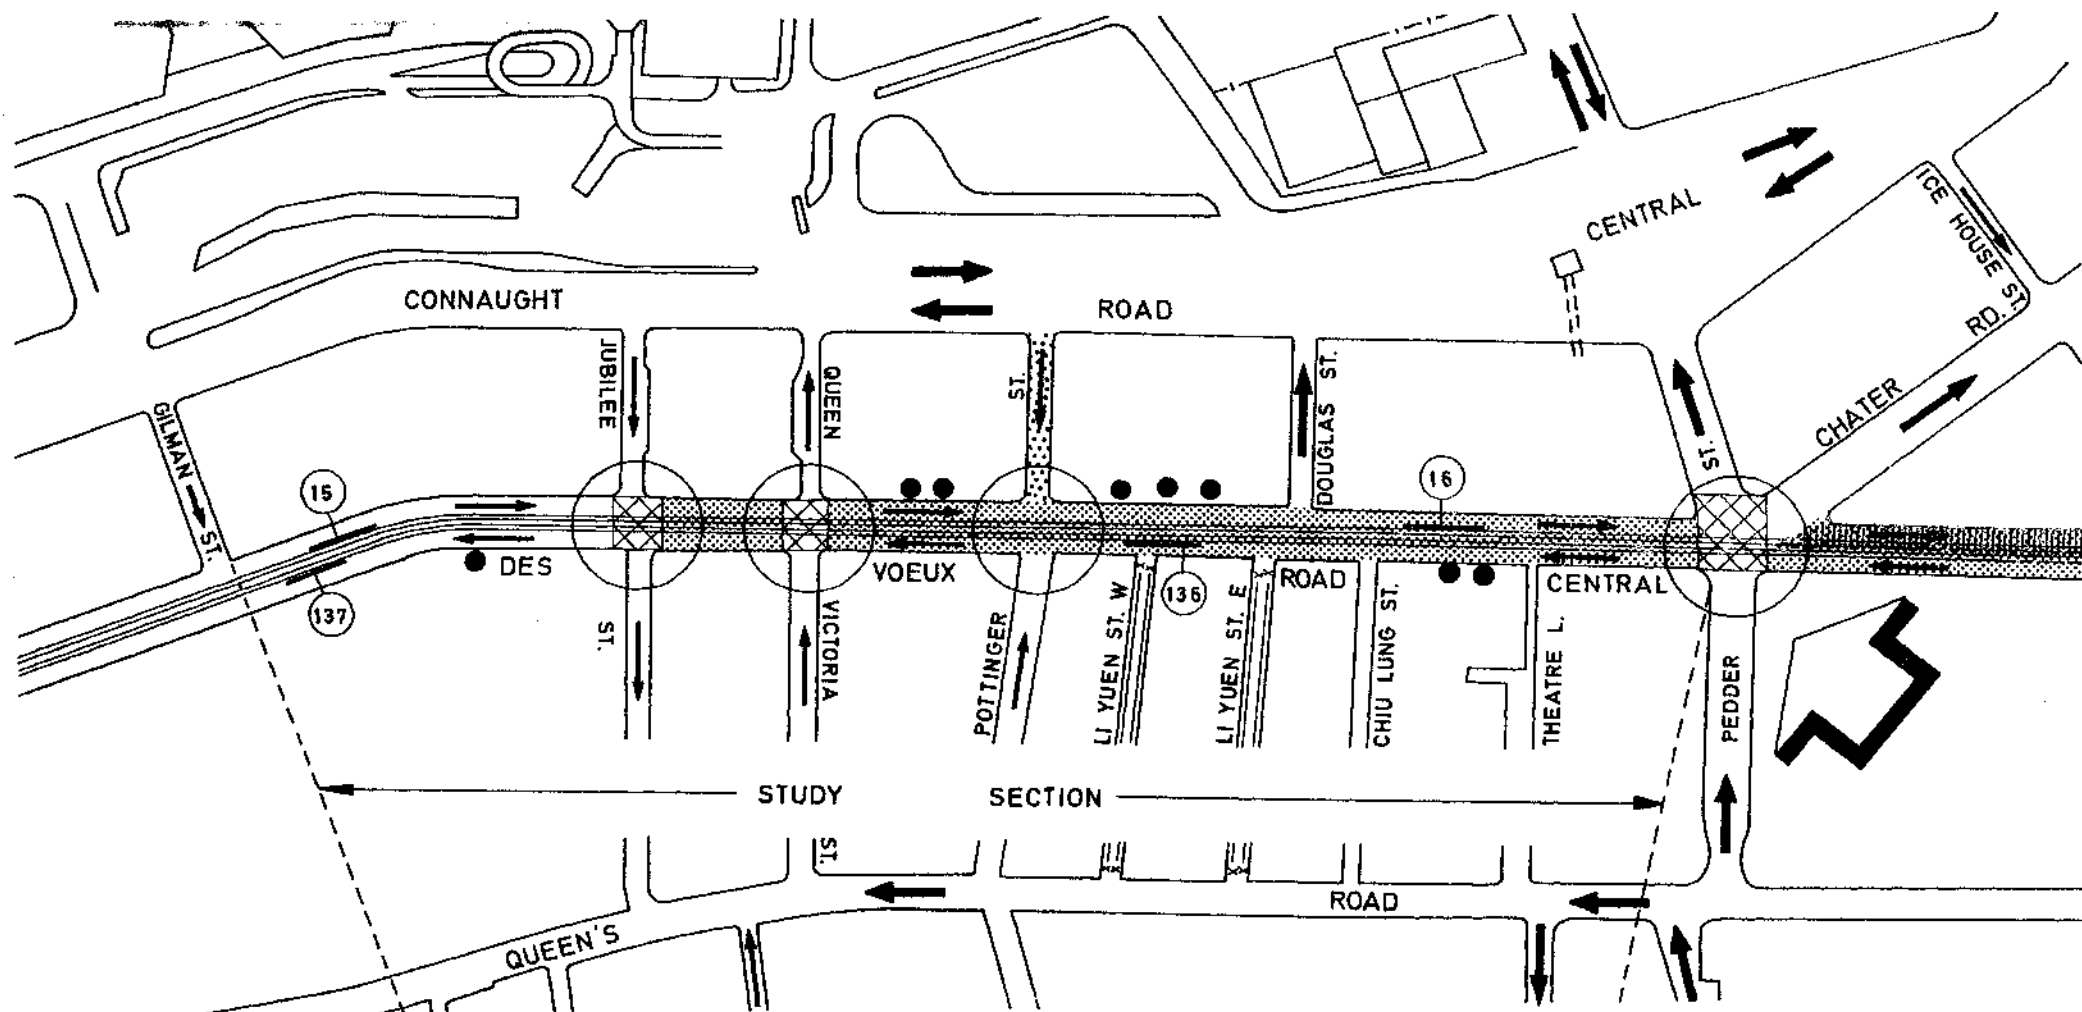 CENTRAL
ICE HOUSE ST.
CONNAUGHT
ROAD
RD.
CHATER
JUBILEE
QUEEN
ST.
DOUGLAS ST.
ST.
GILMAN ST.
15
16
137
136
DES
VOEUX
ROAD
CENTRAL
ST.
VICTORIA
POTTINGER
LI YUEN ST. W
LI YUEN ST. E
CHIU LUNG ST.
THEATRE L.
PEDDER
STUDY
SECTION
ST.
ROAD
QUEEN'S